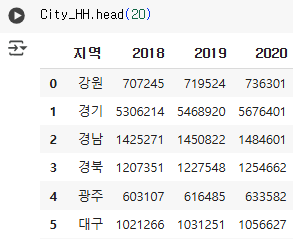 City_HH.head(20)
지역 2018 2019 2020
0 강원 707245 719524 736301
1 경기 5306214 5468920 5676401
2 경남 1425271 1450822 1484601
3 경북 1207351 1227548 1254662
4 광주 603107 616485 633582
5 대구 1021266 1031251 1056627